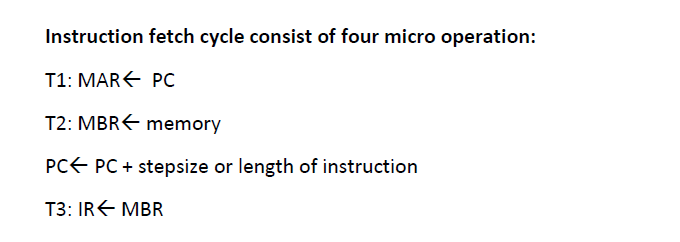 Instruction fetch cycle consist of four micro operation:
T1: MAR← PC
T2: MBR← memory
PC← PC + stepsize or length of instruction
T3: IR← MBR